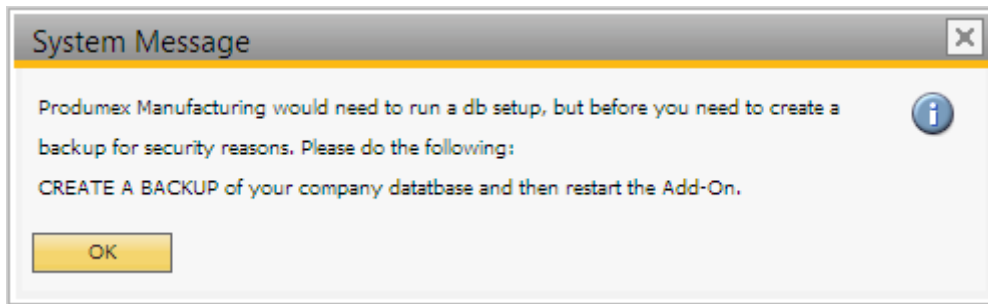 System Message
Produmex Manufacturing would need to run a db setup, but before you need to create a
backup for security reasons. Please do the following:
CREATE A BACKUP of your company datatbase and then restart the Add-On.
OK